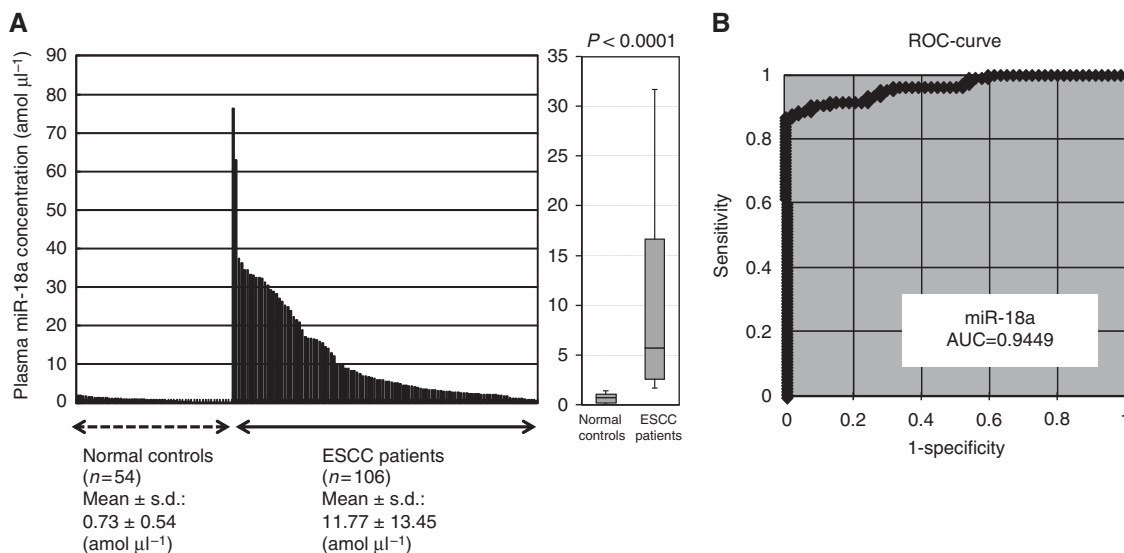 A
Plasma miR-18a concentration (amol μl⁻¹)
90
80
70
60
50
40
30
20
10
0
Normal controls
(n=54)
Mean ± s.d.:
0.73 ± 0.54
(amol μl⁻¹)
ESCC patients
(n=106)
Mean ± s.d.:
11.77 ± 13.45
(amol μl⁻¹)
P < 0.0001
35
30
25
20
15
10
5
0
Normal
controls
ESCC
patients
B
ROC-curve
Sensitivity
1
0.8
0.6
0.4
0.2
0
0 0.2 0.4 0.6 0.8 1
1-specificity
miR-18a
AUC=0.9449